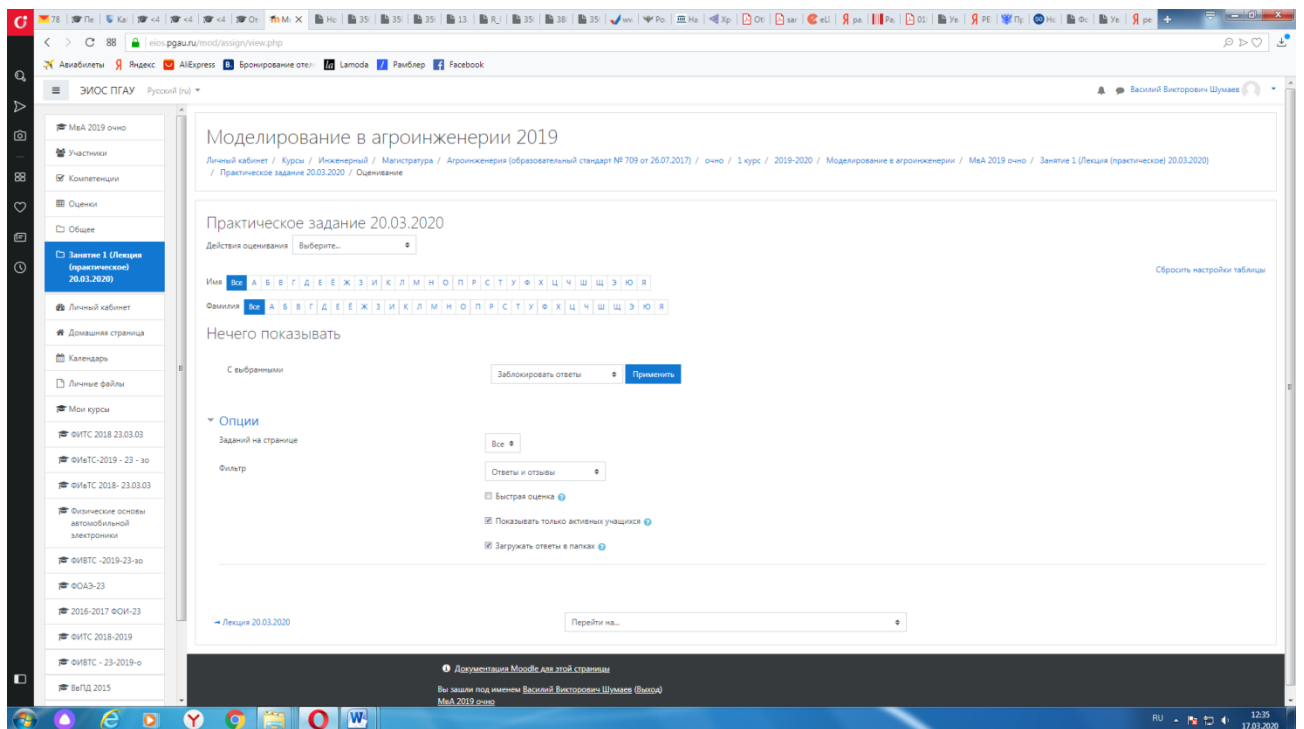 78
eios.pgau.ru/mod/assign/view.php
Авиабилеты Яндекс AliExpress Бронирование отел Lamoda Рамблер Facebook
ЭИОС ПГАУ Русский (ru)
Василий Викторович Шумаев
МвА 2019 очно
Участники
Компетенции
Оценки
Общее
Занятие 1 (Лекция
(практическое)
20.03.2020)
Личный кабинет
Домашняя страница
Календарь
Личные файлы
Мои курсы
ФИТС 2018 23.03.03
ФИвТС-2019 - 23 - зо
ФИвТС 2018- 23.03.03
Физические основы
автомобильной
электроники
ФИВТС -2019-23-зо
ФОАЭ-23
2016-2017 ФОИ-23
ФИТС 2018-2019
ФИВТС - 23-2019-о
ВеПД 2015
Моделирование в агроинженерии 2019
Личный кабинет / Курсы / Инженерный / Магистратура / Агроинженерия (образовательный стандарт № 709 от 26.07.2017) / очно / 1 курс / 2019-2020 / Моделирование в агроинженерии / МеА 2019 очно / Занятие 1 (Лекция (практическое) 20.03.2020)
/ Практическое задание 20.03.2020 / Оценивание
Практическое задание 20.03.2020
Действия оценивания Выберите...
Сбросить настройки таблицы
Имя Все А Б В Г Д Е Ё Ж З И К Л М Н О П Р С Т У Ф Х Ц Ч Ш Щ Э Ю Я
Фамилия Все А Б В Г Д Е Ё Ж З И К Л М Н О П Р С Т У Ф Х Ц Ч Ш Щ Э Ю Я
Нечего показывать
С выбранными Заблокировать ответы Применить
Опции
Заданий на странице Все
Фильтр Ответы и отзывы
Быстрая оценка
Показывать только активных учащихся
Загружать ответы в папках
→ Лекция 20.03.2020 Перейти на...
Документация Moodle для этой страницы
Вы зашли под именем Василий Викторович Шумаев (Выход)
МвА 2019 очно
RU 12:35
17.03.2020